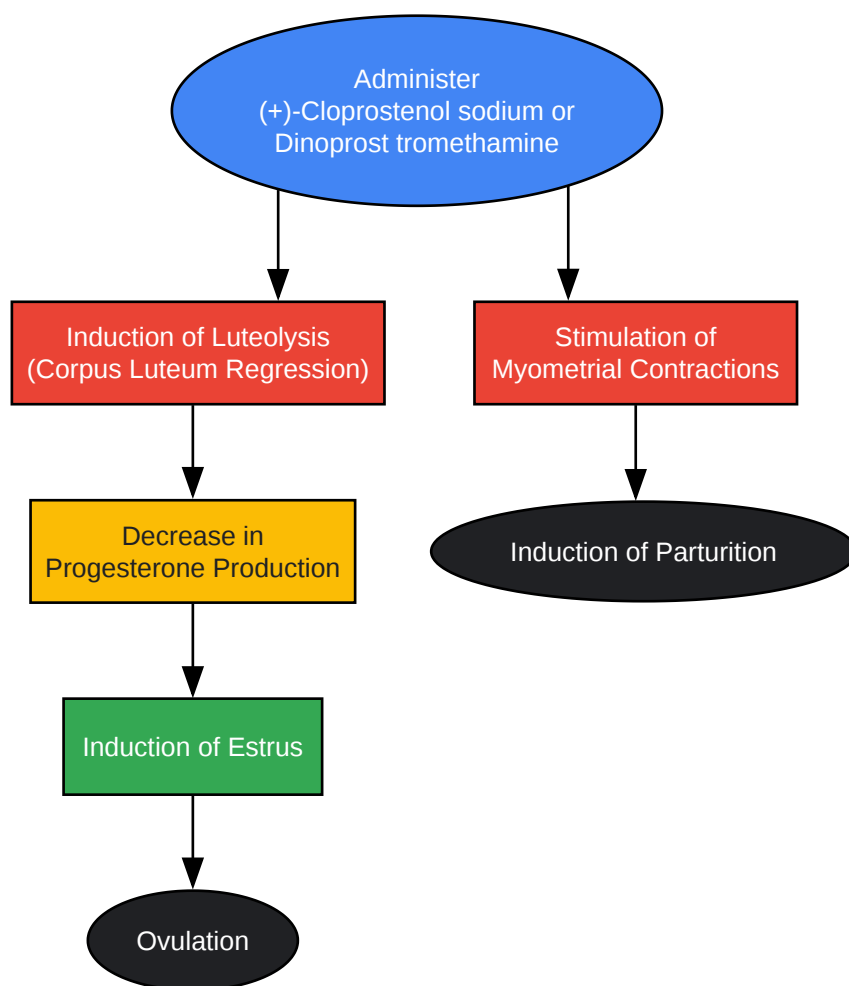 Administer
(+)-Cloprostenol sodium or
Dinoprost tromethamine
Induction of Luteolysis
(Corpus Luteum Regression)
Stimulation of
Myometrial Contractions
Decrease in
Progesterone Production
Induction of Parturition
Induction of Estrus
Ovulation